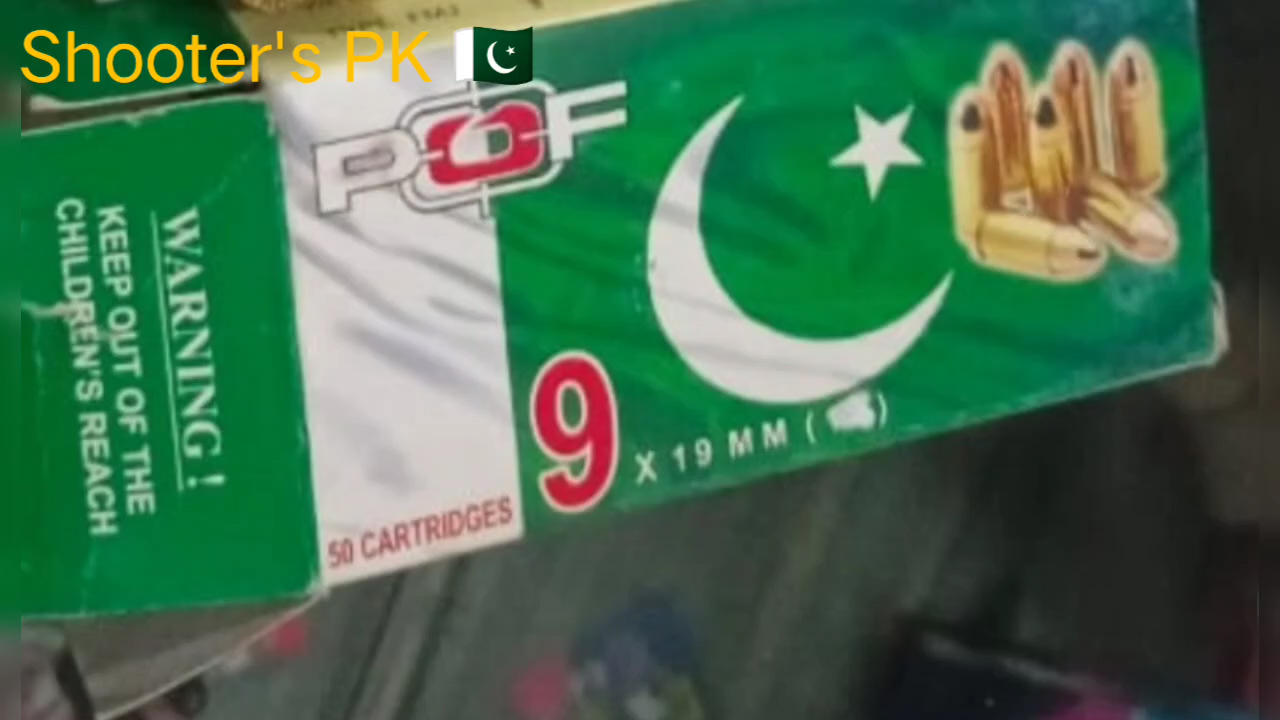 Shooter's PK
POF
WARNING!
KEEP OUT OF THE
CHILDREN'S REACH
9 X 19 MM ( )
50 CARTRIDGES